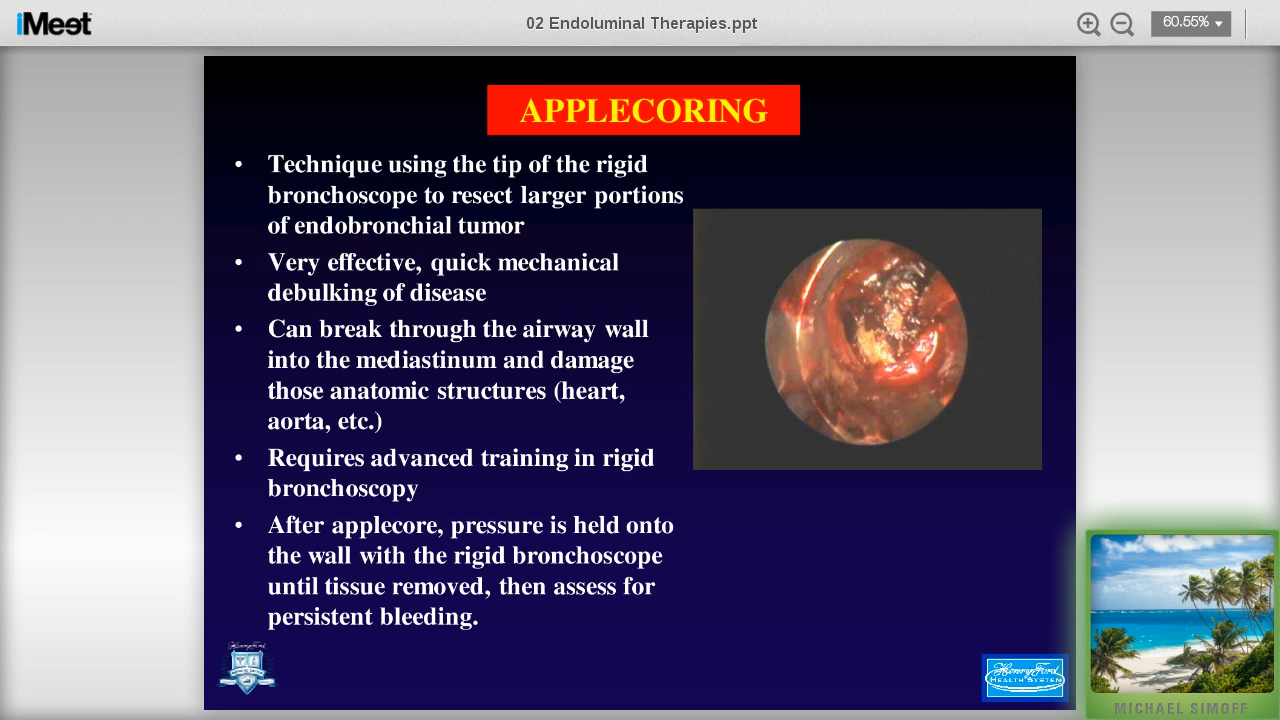 iMeet
02 Endoluminal Therapies.ppt
60.55%
APPLECORING
• Technique using the tip of the rigid
bronchoscope to resect larger portions
of endobronchial tumor
• Very effective, quick mechanical
debulking of disease
• Can break through the airway wall
into the mediastinum and damage
those anatomic structures (heart,
aorta, etc.)
• Requires advanced training in rigid
bronchoscopy
• After applecore, pressure is held onto
the wall with the rigid bronchoscope
until tissue removed, then assess for
persistent bleeding.
Henry Ford
Henry Ford
HEALTH SYSTEM
MICHAEL SIMOFF